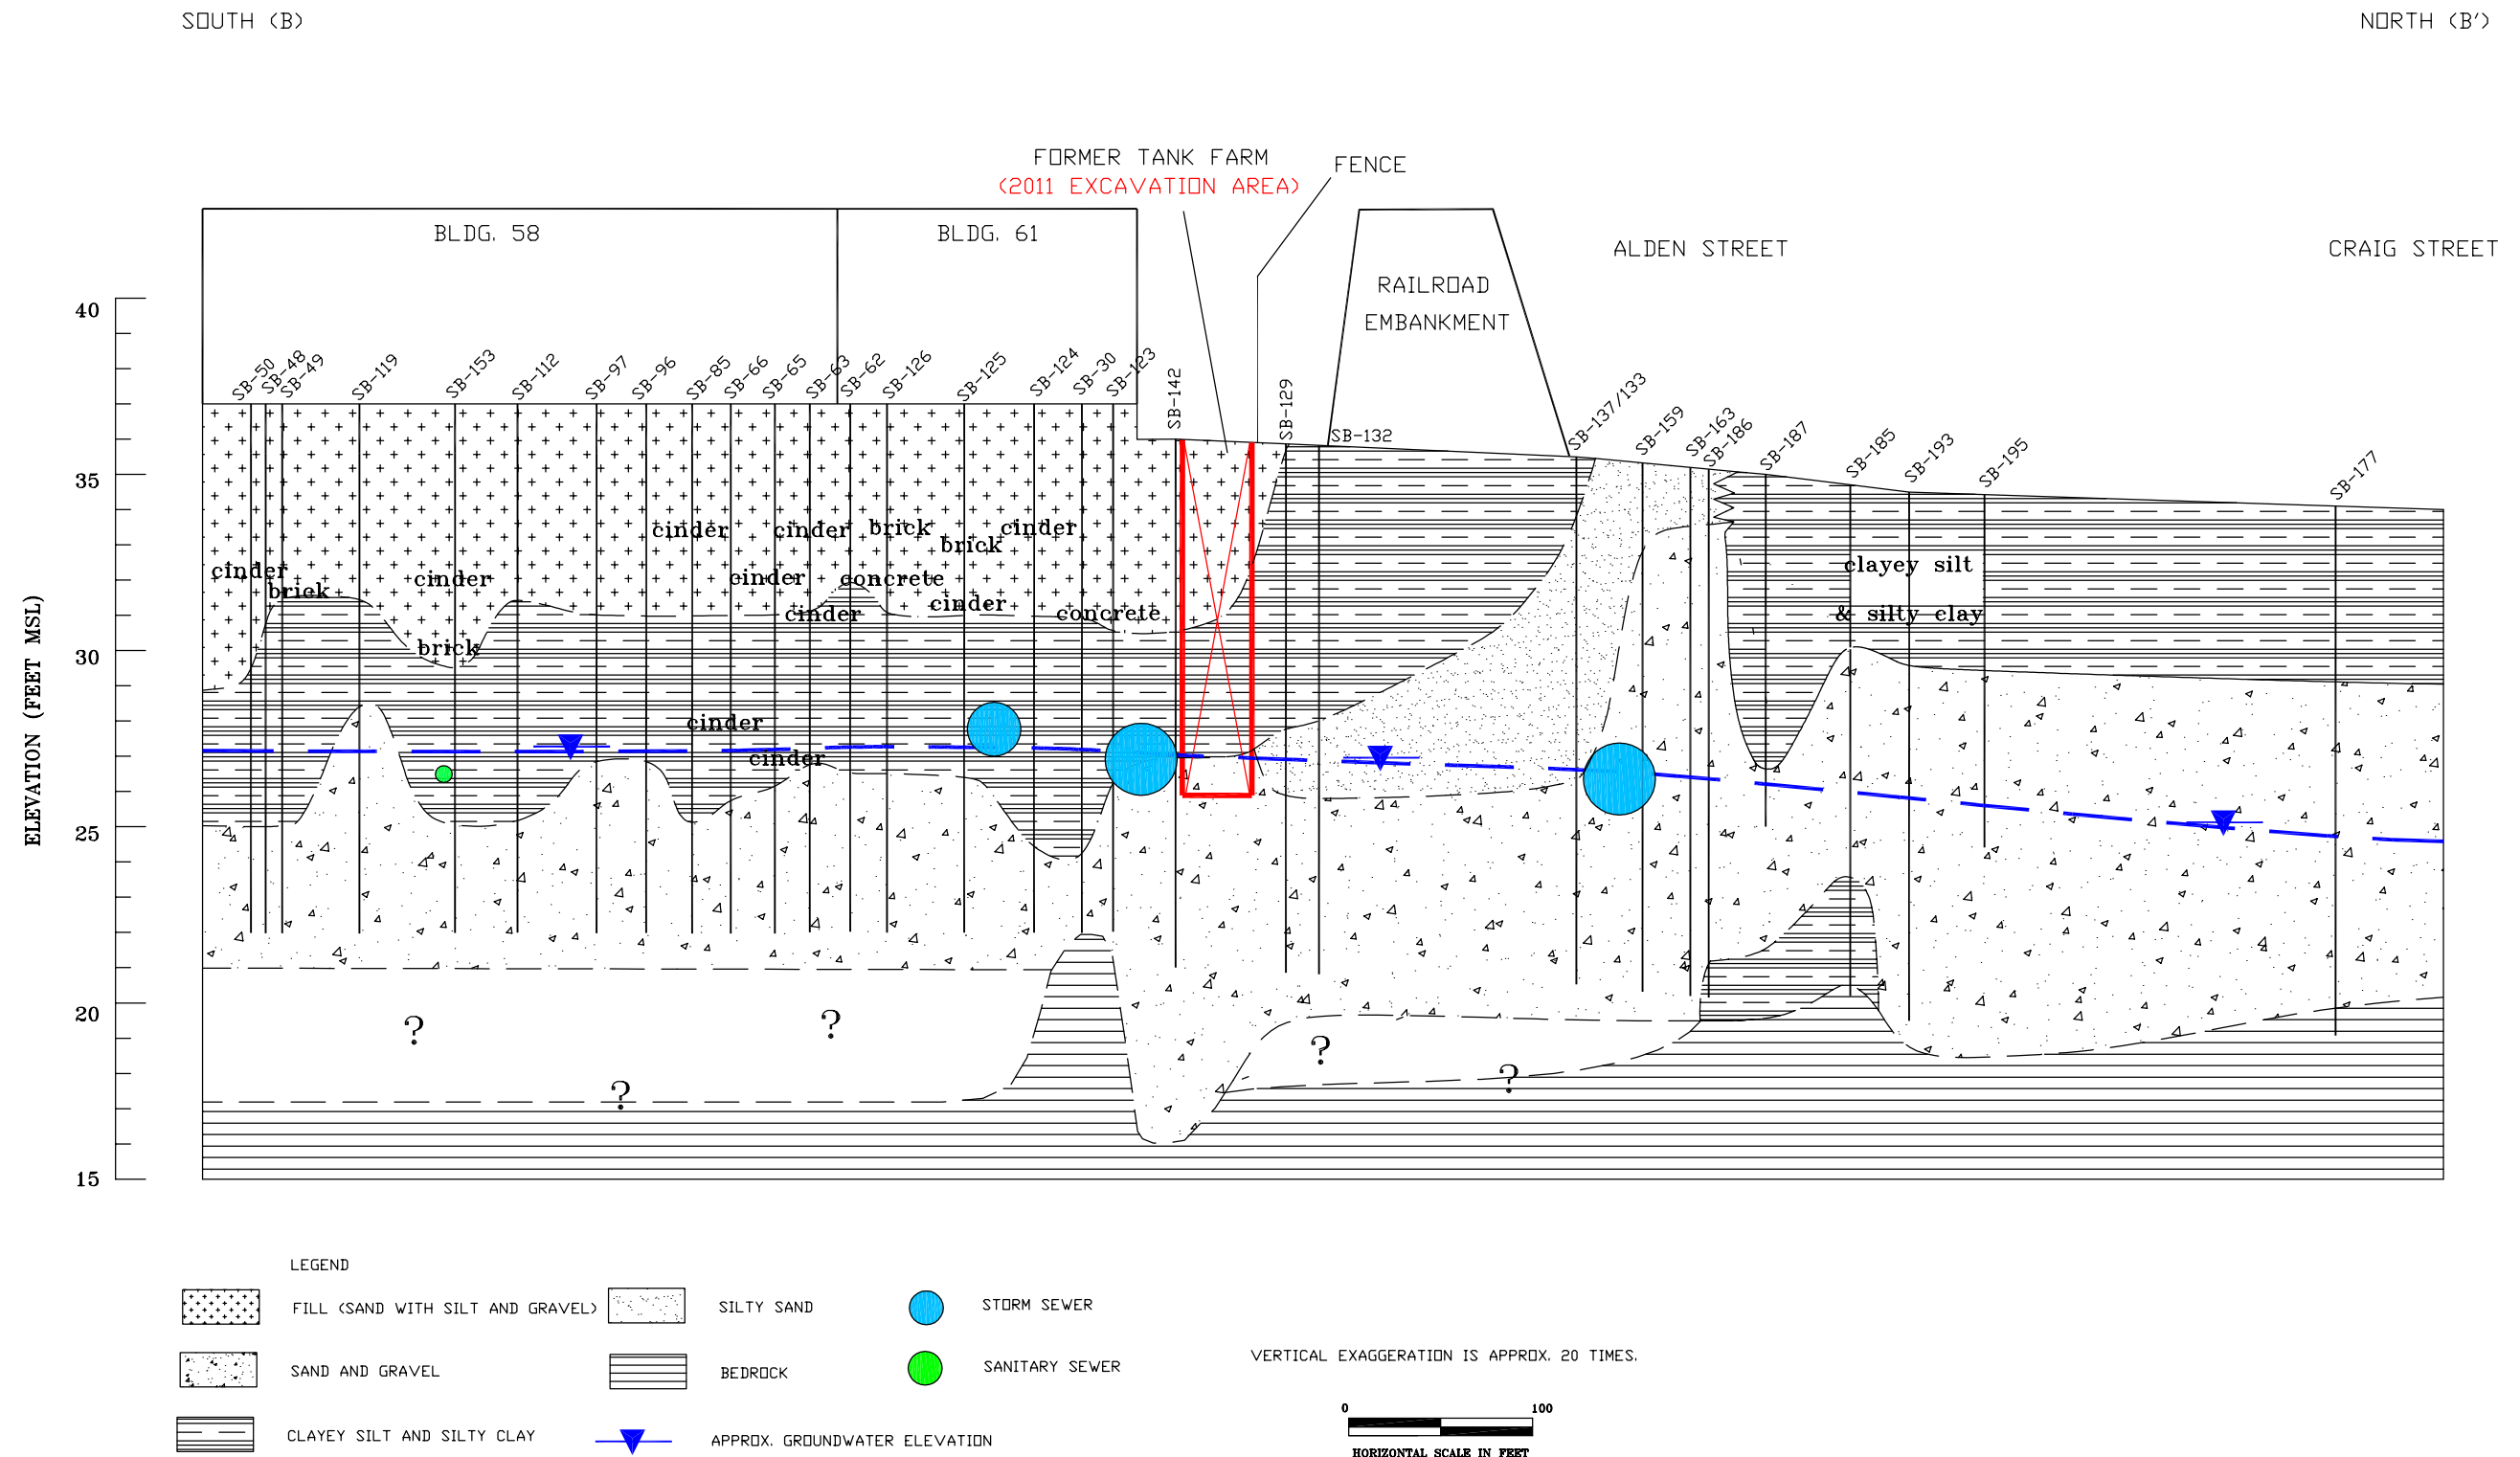 SOUTH (B)
NORTH (B')
FORMER TANK FARM
(2011 EXCAVATION AREA)
FENCE
BLDG. 58
BLDG. 61
RAILROAD
EMBANKMENT
ALDEN STREET
CRAIG STREET
ELEVATION (FEET MSL)
40
35
30
25
20
15
SB-50
SB-48
SB-49
SB-119
SB-153
SB-112
SB-97
SB-96
SB-85
SB-66
SB-65
SB-63
SB-62
SB-126
SB-125
SB-124
SB-30
SB-123
SB-142
SB-129
SB-132
SB-137/133
SB-159
SB-163
SB-186
SB-187
SB-185
SB-193
SB-195
SB-177
cinder
cinder
brick
cinder
brick
cinder
brick
cinder
cinder
concrete
cinder
cinder
concrete
brick
cinder
cinder
clayey silt
& silty clay
?
?
?
?
?
LEGEND
FILL (SAND WITH SILT AND GRAVEL)
SILTY SAND
STORM SEWER
SAND AND GRAVEL
BEDROCK
SANITARY SEWER
CLAYEY SILT AND SILTY CLAY
APPROX. GROUNDWATER ELEVATION
VERTICAL EXAGGERATION IS APPROX. 20 TIMES.
0 100
HORIZONTAL SCALE IN FEET